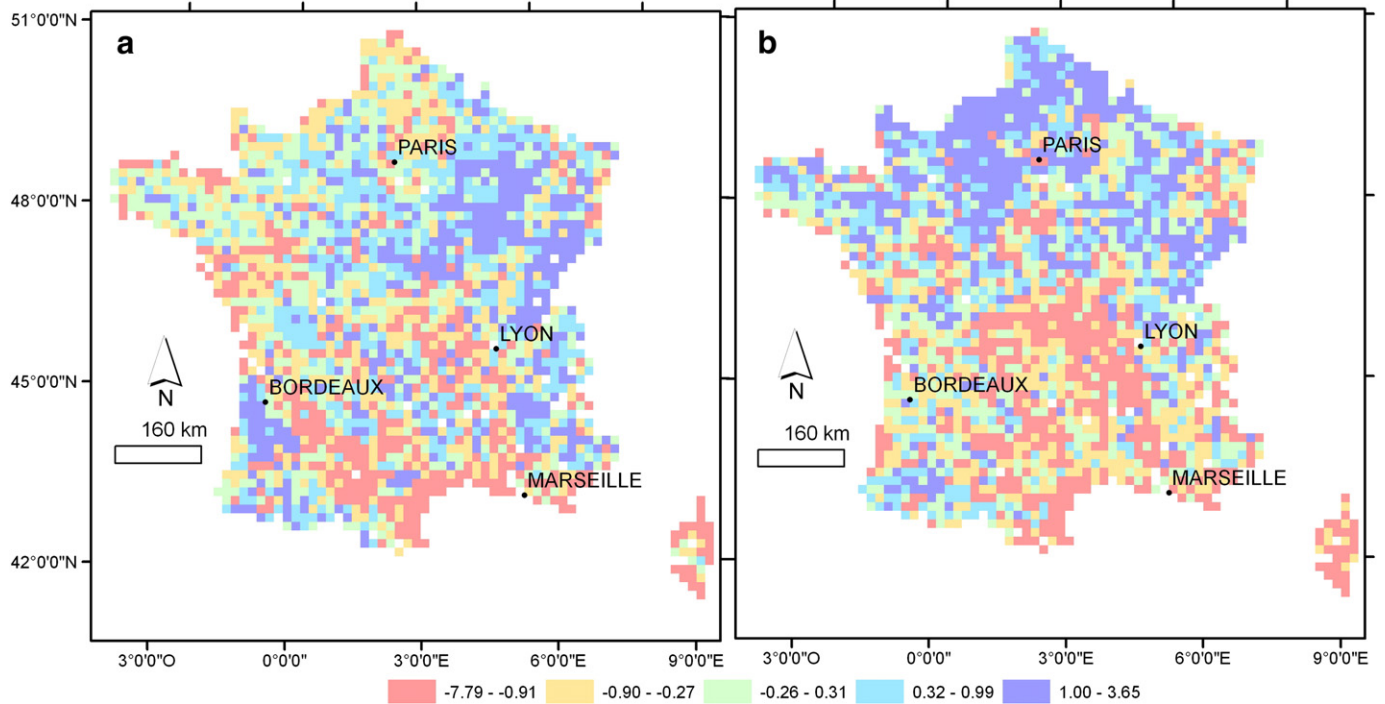 51°0'0"N
a
b
PARIS
PARIS
48°0'0"N
LYON
LYON
45°0'0"N
BORDEAUX
BORDEAUX
N
N
160 km
160 km
MARSEILLE
MARSEILLE
42°0'0"N
3°0'0"O 0°0'0" 3°0'0"E 6°0'0"E 9°0'0"E
3°0'0"O 0°0'0" 3°0'0"E 6°0'0"E 9°0'0"E
-7.79 - -0.91 -0.90 - -0.27 -0.26 - 0.31 0.32 - 0.99 1.00 - 3.65